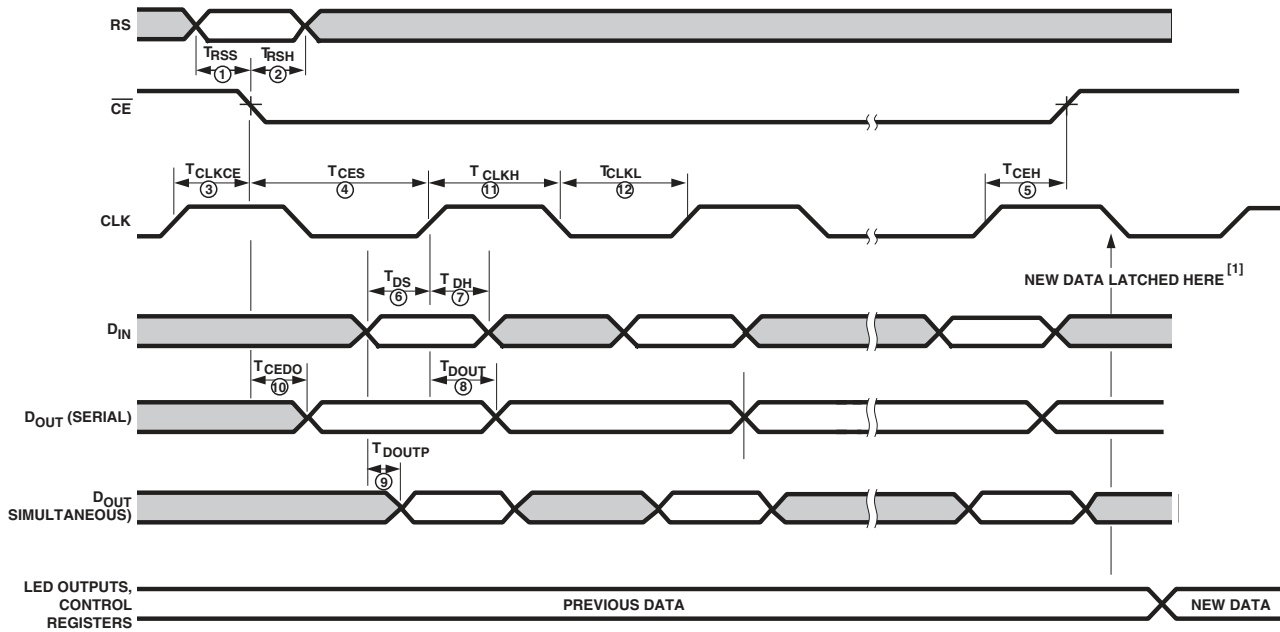 RS
TRSS
TRSH
1
2
CE
TCLKCE
TCES
TCLKH
TCLKL
TCEH
3
4
11
12
5
CLK
TDS
TDH
6
7
NEW DATA LATCHED HERE [1]
DIN
TCEDO
TDOUT
10
8
DOUT (SERIAL)
TDOUTP
9
DOUT
SIMULTANEOUS)
LED OUTPUTS,
CONTROL
REGISTERS
PREVIOUS DATA
NEW DATA